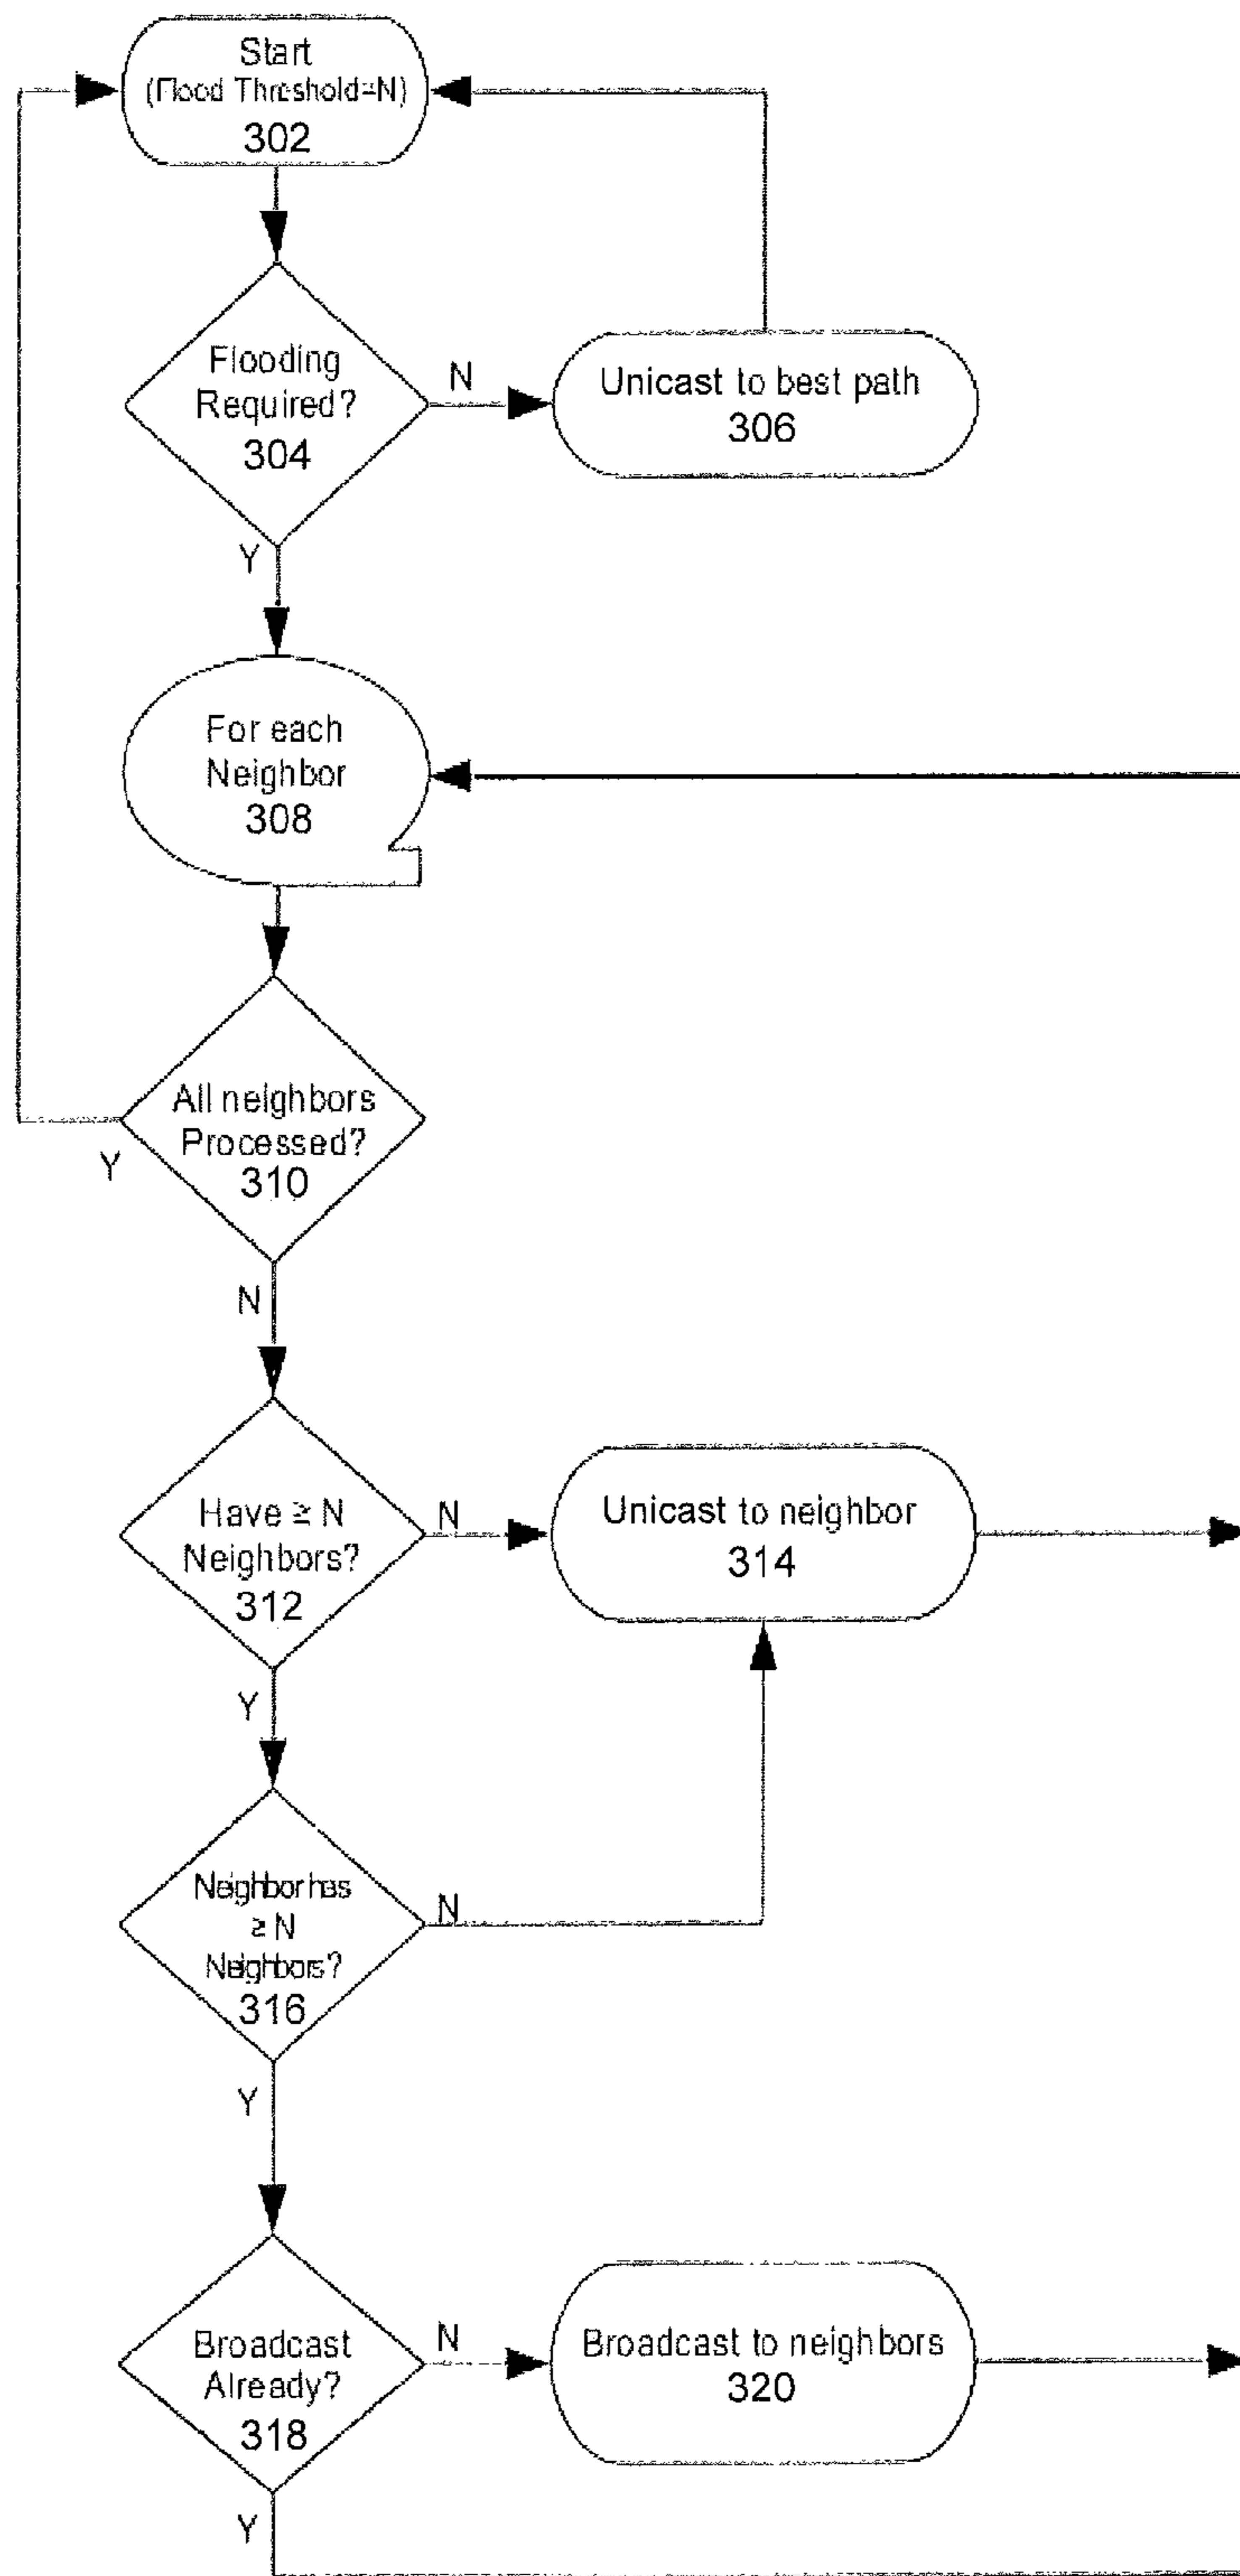 Start
(Flood Threshold=N)
302
Flooding
Required?
304
N
Unicast to best path
306
Y
For each
Neighbor
308
All neighbors
Processed?
310
Y
N
Have ≥ N
Neighbors?
312
N
Unicast to neighbor
314
Y
Neighbor has
≥ N
Neighbors?
316
N
Y
Broadcast
Already?
318
N
Broadcast to neighbors
320
Y